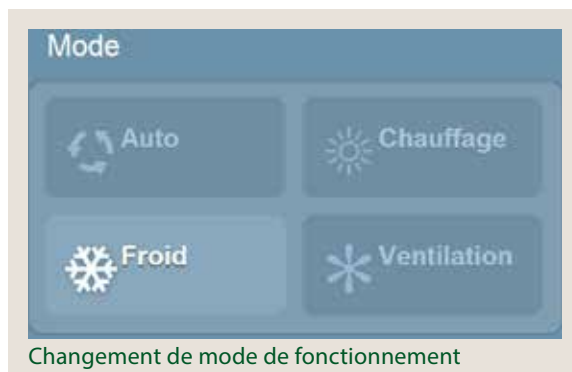 Mode
Auto
Chauffage
Froid
Ventilation
Changement de mode de fonctionnement